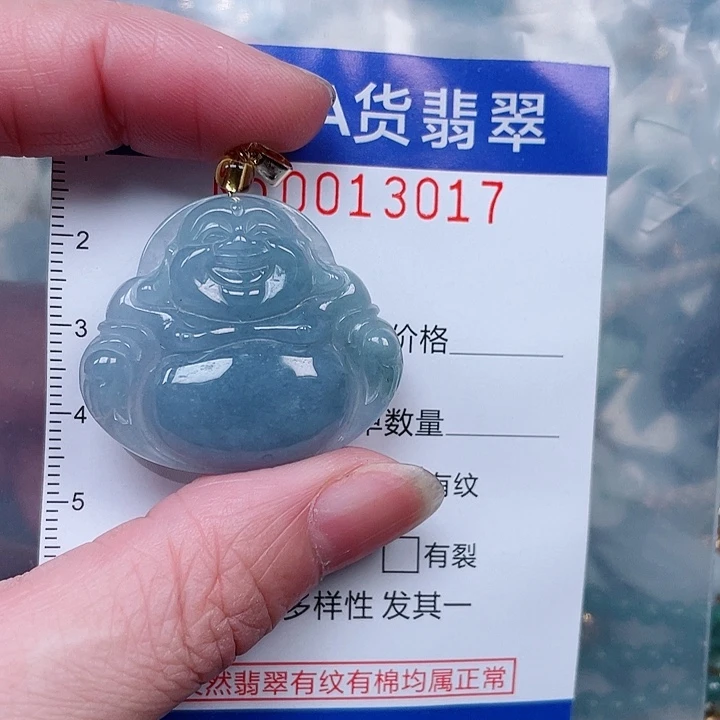 A货翡翠
0013017
2
3
价格
4
数量
有纹
5
有裂
多样性 发其一
然翡翠有纹有棉均属正常